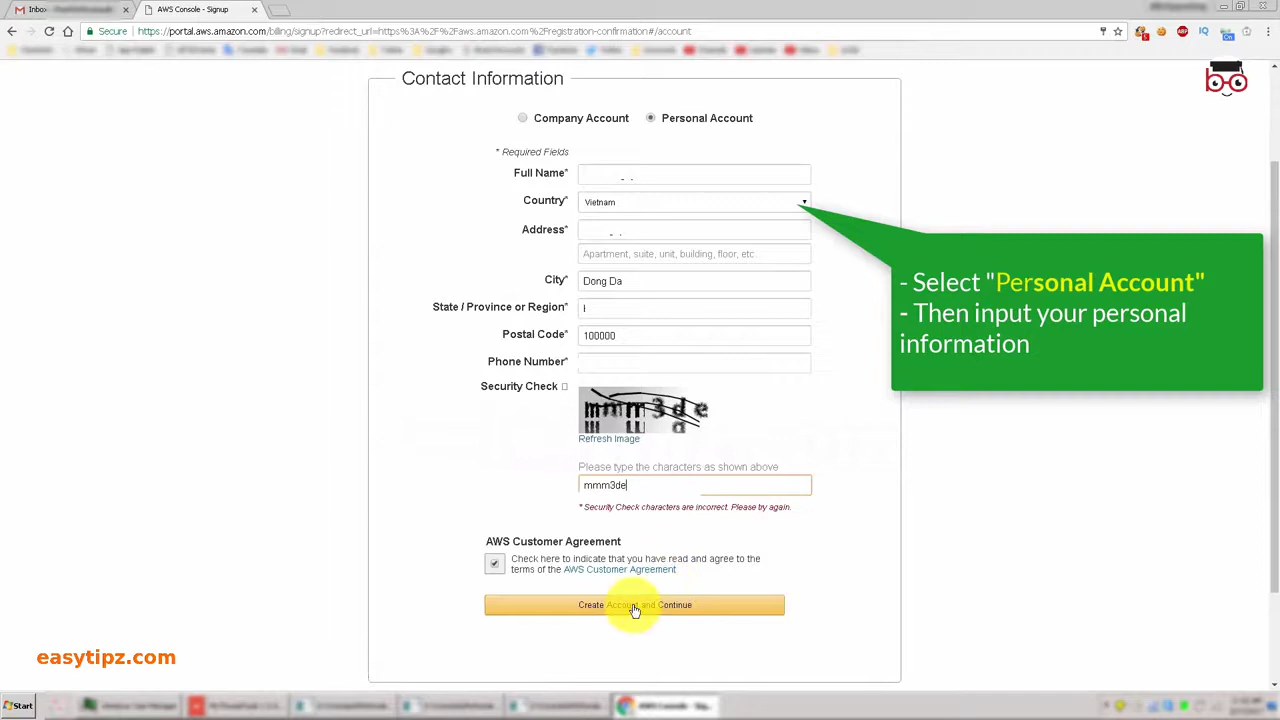 Inbo
AWS Console - Signup
Secure
https://portal.aws.amazon.com/billing/signup?redirect_url=https%3A%2F%2Faws.amazon.com%2Fregistration-confirmation#/account
Contact Information
Company Account
Personal Account
* Required Fields
Full Name*
Country*
Vietnam
Address*
Apartment, suite, unit, building, floor, etc.
City*
Dong Da
State / Province or Region*
Postal Code*
100000
Phone Number*
Security Check
mmm3de
Refresh Image
Please type the characters as shown above
mmm3de
* Security Check characters are incorrect. Please try again.
AWS Customer Agreement
Check here to indicate that you have read and agree to the
terms of the AWS Customer Agreement
Create Account and Continue
- Select "Personal Account"
- Then input your personal
information
easytipz.com
Start
AWS Console - Sig...